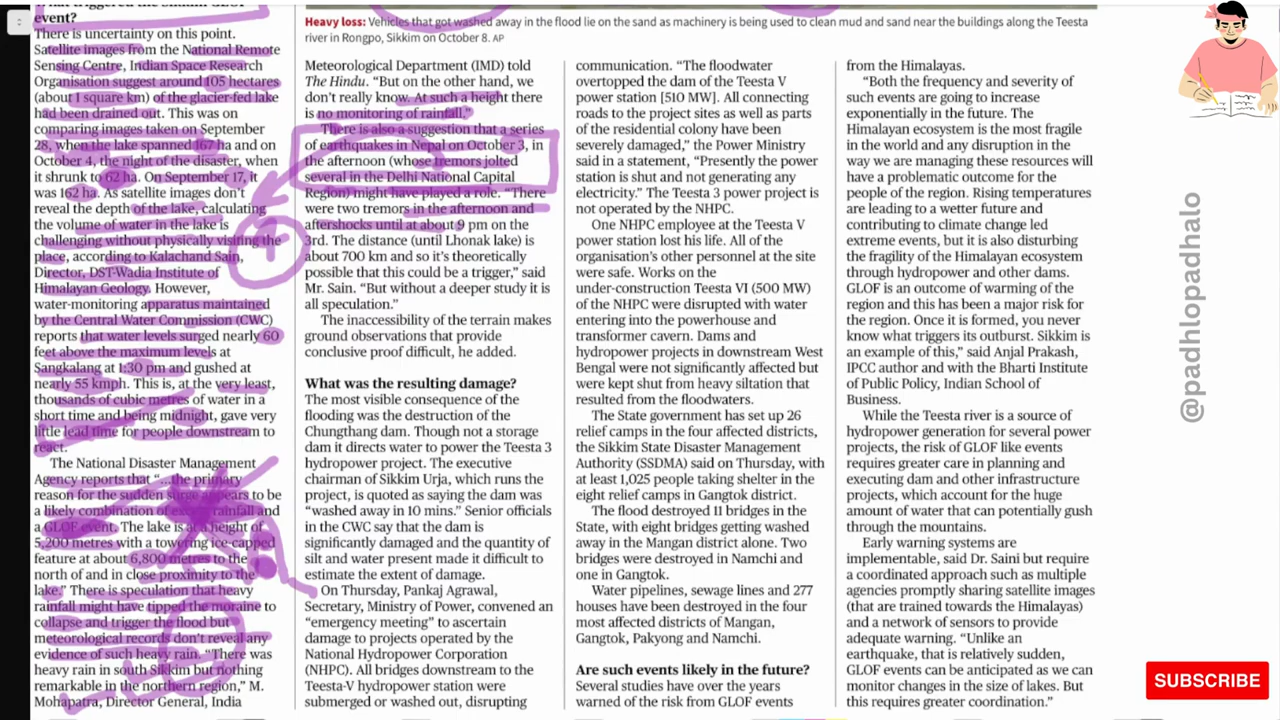 What triggered the Sikkim GLOF
event?
There is uncertainty on this point.
Satellite images from the National Remote
Sensing Centre, Indian Space Research
Organisation suggest around 105 hectares
(about 1 square km) of the glacier-fed lake
had been drained out. This was on
comparing images taken on September
28, when the lake spanned 167 ha and on
October 4, the night of the disaster, when
it shrunk to 62 ha. On September 17, it
was 162 ha. As satellite images don’t
reveal the depth of the lake, calculating
the volume of water in the lake is
challenging without physically visiting the
place, according to Kalachand Sain,
Director, DST-Wadia Institute of
Himalayan Geology. However,
water-monitoring apparatus maintained
by the Central Water Commission (CWC)
reports that water levels surged nearly 60
feet above the maximum levels at
Sangkalang at 1:30 pm and gushed at
nearly 55 kmph. This is, at the very least,
thousands of cubic metres of water in a
short time and being midnight, gave very
little lead time for people downstream to
react.
The National Disaster Management
Agency reports that “...the primary
reason for the sudden surge appears to be
a likely combination of excess rainfall and
a GLOF event. The lake is at a height of
5,200 metres with a towering ice-capped
feature at about 6,800 metres to the
north of and in close proximity to the
lake.” There is speculation that heavy
rainfall might have tipped the moraine to
collapse and trigger the flood but
meteorological records don’t reveal any
evidence of such heavy rain. “There was
heavy rain in south Sikkim but nothing
remarkable in the northern region,” M.
Mohapatra, Director General, India
Heavy loss: Vehicles that got washed away in the flood lie on the sand as machinery is being used to clean mud and sand near the buildings along the Teesta
river in Rongpo, Sikkim on October 8. AP
Meteorological Department (IMD) told
The Hindu. “But on the other hand, we
don’t really know. At such a height there
is no monitoring of rainfall.”
There is also a suggestion that a series
of earthquakes in Nepal on October 3, in
the afternoon (whose tremors jolted
several in the Delhi National Capital
Region) might have played a role. “There
were two tremors in the afternoon and
aftershocks until at about 9 pm on the
3rd. The distance (until Lhonak lake) is
about 700 km and so it’s theoretically
possible that this could be a trigger,” said
Mr. Sain. “But without a deeper study it is
all speculation.”
The inaccessibility of the terrain makes
ground observations that provide
conclusive proof difficult, he added.
What was the resulting damage?
The most visible consequence of the
flooding was the destruction of the
Chungthang dam. Though not a storage
dam it directs water to power the Teesta 3
hydropower project. The executive
chairman of Sikkim Urja, which runs the
project, is quoted as saying the dam was
“washed away in 10 mins.” Senior officials
in the CWC say that the dam is
significantly damaged and the quantity of
silt and water present made it difficult to
estimate the extent of damage.
On Thursday, Pankaj Agrawal,
Secretary, Ministry of Power, convened an
“emergency meeting” to ascertain
damage to projects operated by the
National Hydropower Corporation
(NHPC). All bridges downstream to the
Teesta-V hydropower station were
submerged or washed out, disrupting
communication. “The floodwater
overtopped the dam of the Teesta V
power station [510 MW]. All connecting
roads to the project sites as well as parts
of the residential colony have been
severely damaged,” the Power Ministry
said in a statement, “Presently the power
station is shut and not generating any
electricity.” The Teesta 3 power project is
not operated by the NHPC.
One NHPC employee at the Teesta V
power station lost his life. All of the
organisation’s other personnel at the site
were safe. Works on the
under-construction Teesta VI (500 MW)
of the NHPC were disrupted with water
entering into the powerhouse and
transformer cavern. Dams and
hydropower projects in downstream West
Bengal were not significantly affected but
were kept shut from heavy siltation that
resulted from the floodwaters.
The State government has set up 26
relief camps in the four affected districts,
the Sikkim State Disaster Management
Authority (SSDMA) said on Thursday, with
at least 1,025 people taking shelter in the
eight relief camps in Gangtok district.
The flood destroyed 11 bridges in the
State, with eight bridges getting washed
away in the Mangan district alone. Two
bridges were destroyed in Namchi and
one in Gangtok.
Water pipelines, sewage lines and 277
houses have been destroyed in the four
most affected districts of Mangan,
Gangtok, Pakyong and Namchi.
Are such events likely in the future?
Several studies have over the years
warned of the risk from GLOF events
from the Himalayas.
“Both the frequency and severity of
such events are going to increase
exponentially in the future. The
Himalayan ecosystem is the most fragile
in the world and any disruption in the
way we are managing these resources will
have a problematic outcome for the
people of the region. Rising temperatures
are leading to a wetter future and
contributing to climate change led
extreme events, but it is also disturbing
the fragility of the Himalayan ecosystem
through hydropower and other dams.
GLOF is an outcome of warming of the
region and this has been a major risk for
the region. Once it is formed, you never
know what triggers its outburst. Sikkim is
an example of this,” said Anjal Prakash,
IPCC author and with the Bharti Institute
of Public Policy, Indian School of
Business.
While the Teesta river is a source of
hydropower generation for several power
projects, the risk of GLOF like events
requires greater care in planning and
executing dam and other infrastructure
projects, which account for the huge
amount of water that can potentially gush
through the mountains.
Early warning systems are
implementable, said Dr. Saini but require
a coordinated approach such as multiple
agencies promptly sharing satellite images
(that are trained towards the Himalayas)
and a network of sensors to provide
adequate warning. “Unlike an
earthquake, that is relatively sudden,
GLOF events can be anticipated as we can
monitor changes in the size of lakes. But
this requires greater coordination.”
@padhlopadhalo
SUBSCRIBE